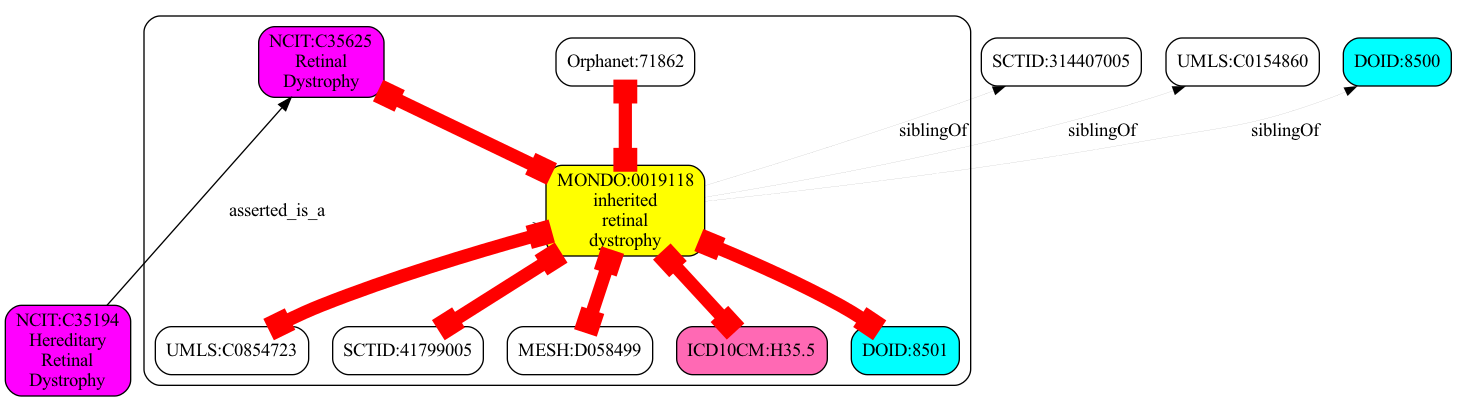 NCIT:C35625
Retinal
Dystrophy
Orphanet:71862
SCTID:314407005
UMLS:C0154860
DOID:8500
siblingOf
siblingOf
siblingOf
MONDO:0019118
inherited
retinal
dystrophy
asserted_is_a
NCIT:C35194
Hereditary
Retinal
Dystrophy
UMLS:C0854723
SCTID:41799005
MESH:D058499
ICD10CM:H35.5
DOID:8501